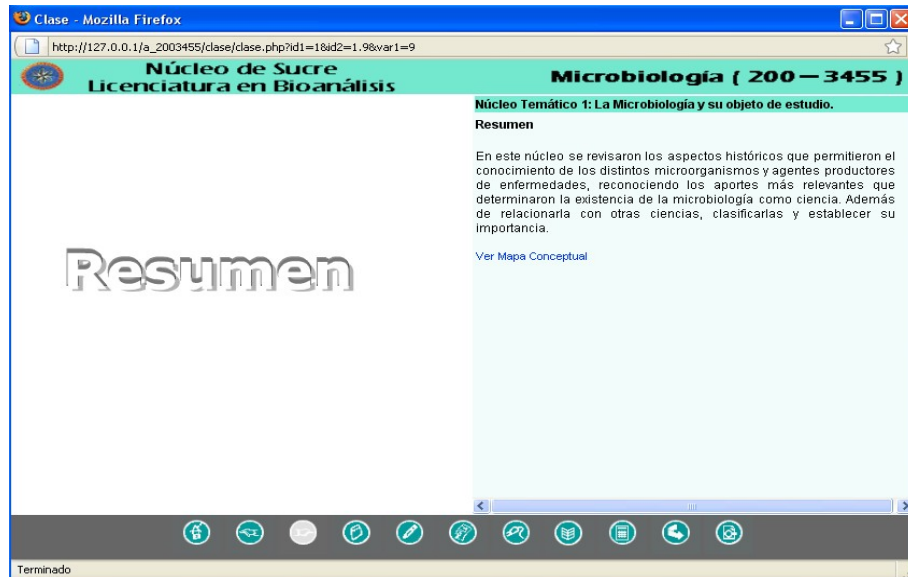 Clase - Mozilla Firefox
http://127.0.0.1/a_2003455/clase/clase.php?id1=1&id2=1.9&var1=9
Núcleo de Sucre
Licenciatura en Bioanálisis
Microbiología ( 200 — 3455 )
Núcleo Temático 1: La Microbiología y su objeto de estudio.
Resumen
En este núcleo se revisaron los aspectos históricos que permitieron el
conocimiento de los distintos microorganismos y agentes productores
de enfermedades, reconociendo los aportes más relevantes que
determinaron la existencia de la microbiología como ciencia. Además
de relacionarla con otras ciencias, clasificarlas y establecer su
importancia.
Ver Mapa Conceptual
Resumen
Terminado